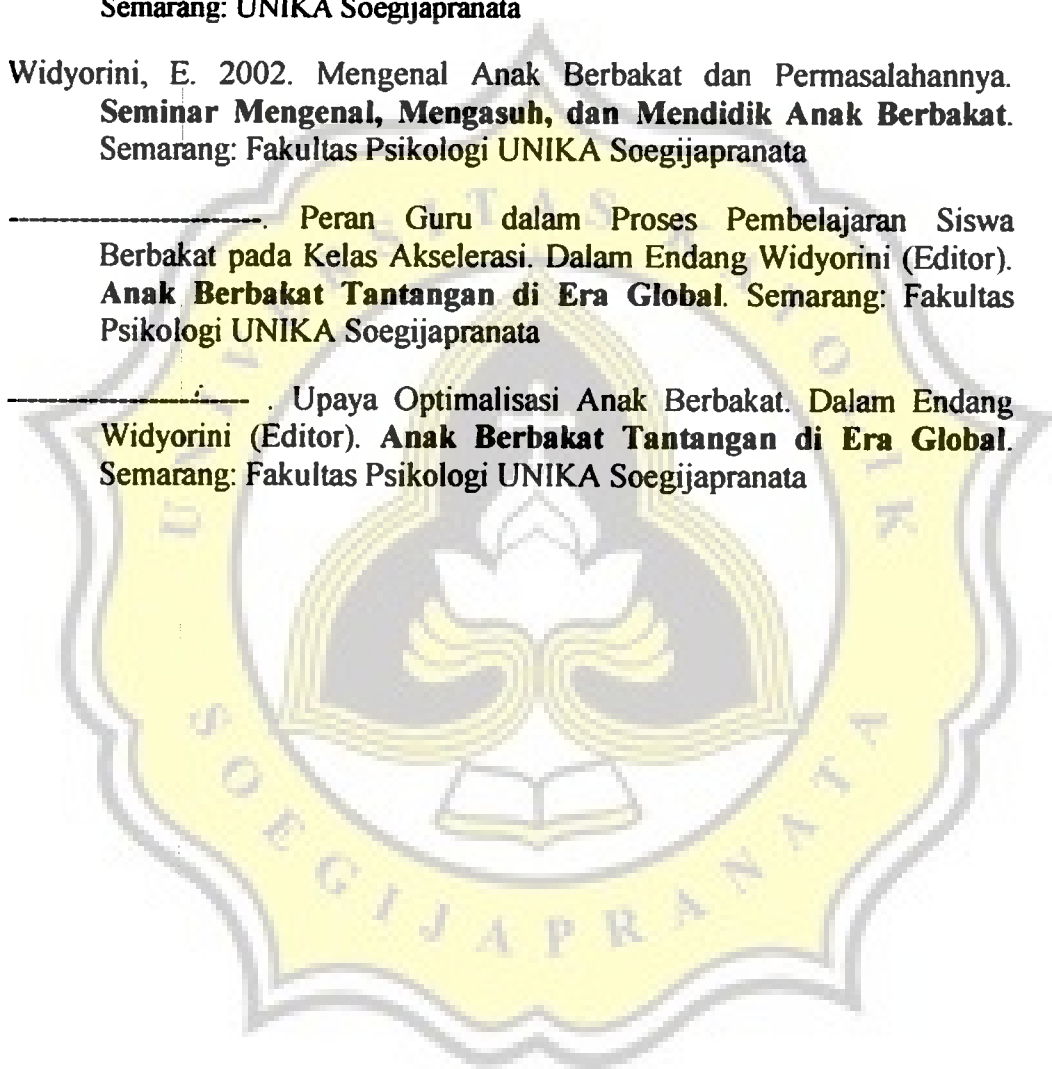 Semarang: UNIKA Soegijapranata
Widyorini, E. 2002. Mengenal Anak Berbakat dan Permasalahannya.
Seminar Mengenal, Mengasuh, dan Mendidik Anak Berbakat.
Semarang: Fakultas Psikologi UNIKA Soegijapranata
-----------------------. Peran Guru dalam Proses Pembelajaran Siswa
Berbakat pada Kelas Akselerasi. Dalam Endang Widyorini (Editor).
Anak Berbakat Tantangan di Era Global. Semarang: Fakultas
Psikologi UNIKA Soegijapranata
---------------------- . Upaya Optimalisasi Anak Berbakat. Dalam Endang
Widyorini (Editor). Anak Berbakat Tantangan di Era Global.
Semarang: Fakultas Psikologi UNIKA Soegijapranata
UNIVERSITAS KATOLIK
SOEGIJAPRANATA